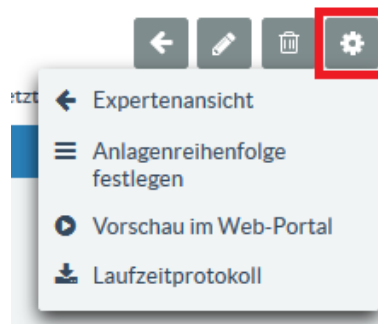 etzt
Expertenansicht
Anlagenreihenfolge
festlegen
Vorschau im Web-Portal
Laufzeitprotokoll